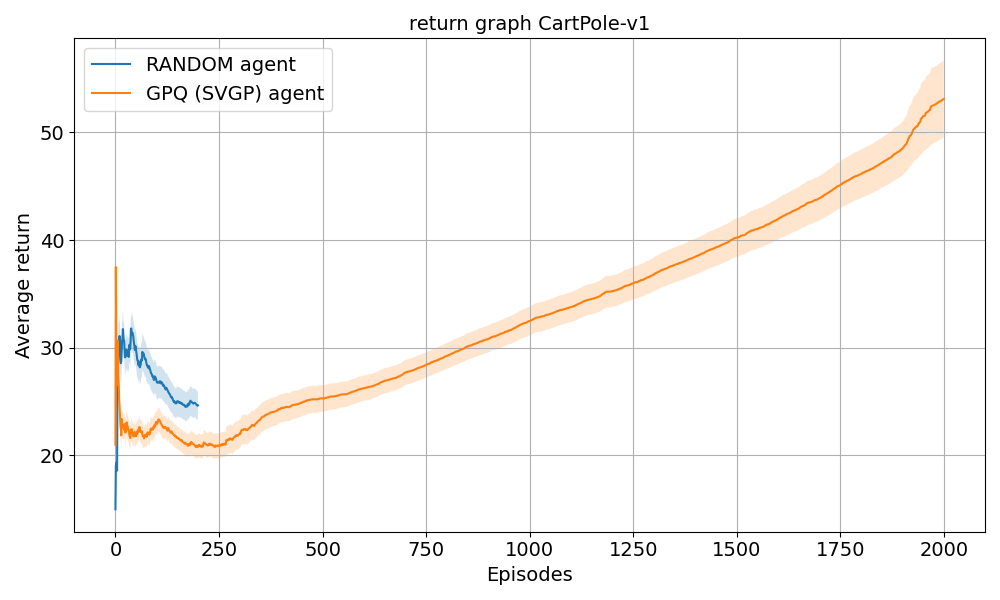 return graph CartPole-v1
RANDOM agent
GPQ (SVGP) agent
Average return
50
40
30
20
0 250 500 750 1000 1250 1500 1750 2000
Episodes